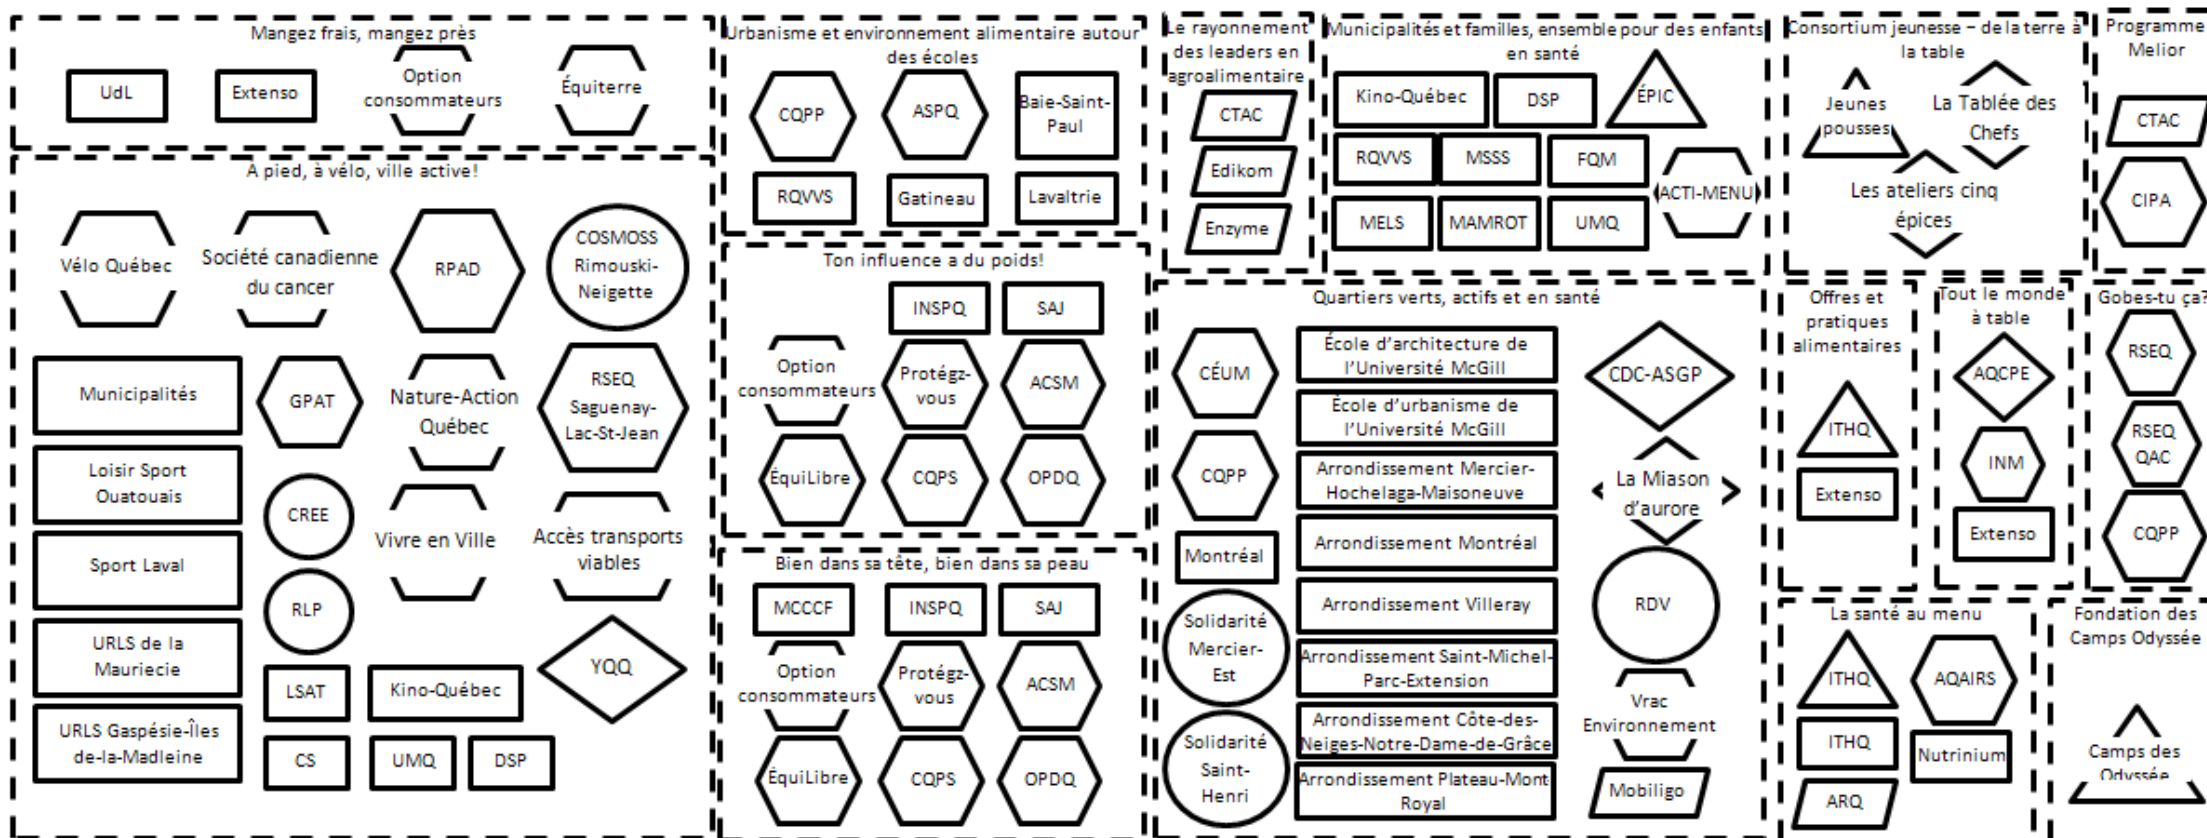 Mangez frais, mangez près
UdL
Extenso
Option
consommateurs
Équiterre
A pied, à vélo, ville active!
Vélo Québec
Société canadienne
du cancer
RPAD
COSMOSS
Rimouski-
Neigette
Municipalités
GPAT
Nature-Action
Québec
RSEQ
Saguenay-
Lac-St-Jean
Loisir Sport
Ouatouais
CREE
Vivre en Ville
Accès transports
viables
Sport Laval
RLP
URLS de la
Mauriecie
YQQ
LSAT
Kino-Québec
URLS Gaspésie-Îles
de-la-Madleine
CS
UMQ
DSP
Urbanisme et environnement alimentaire autour
des écoles
CQPP
ASPQ
Baie-Saint-
Paul
RQVVS
Gatineau
Lavaltrie
Ton influence a du poids!
INSPQ
SAJ
Option
consommateurs
Protégz-
vous
ACSM
ÉquiLibre
CQPS
OPDQ
Bien dans sa tête, bien dans sa peau
MCCCF
INSPQ
SAJ
Option
consommateurs
Protégz-
vous
ACSM
ÉquiLibre
CQPS
OPDQ
Le rayonnement
des leaders en
agroalimentaire
CTAC
Edikom
Enzyme
Municipalités et familles, ensemble pour des enfants
en santé
Kino-Québec
DSP
ÉPIC
RQVVS
MSSS
FQM
ACTI-MENU
MELS
MAMROT
UMQ
Quartiers verts, actifs et en santé
CÉUM
CQPP
Montréal
Solidarité
Mercier-
Est
Solidarité
Saint-
Henri
École d'architecture de
l'Université McGill
École d'urbanisme de
l'Université McGill
Arrondissement Mercier-
Hochelaga-Maisoneuve
Arrondissement Montréal
Arrondissement Villeray
Arrondissement Saint-Michel-
Parc-Extension
Arrondissement Côte-des-
Neiges-Notre-Dame-de-Grâce
Arrondissement Plateau-Mont
Royal
CDC-ASGP
La Miason
d'aurore
RDV
Vrac
Environnement
Mobiligo
Consortium jeunesse – de la terre à
la table
Jeunes
pousses
La Tablée des
Chefs
Les ateliers cinq
épices
Programme
Melior
CTAC
CIPA
Offres et
pratiques
alimentaires
ITHQ
Extenso
Tout le monde
à table
AQCPE
INM
Extenso
Gobes-tu ça?
RSEQ
RSEQ
QAC
CQPP
La santé au menu
ITHQ
AQAIRS
ITHQ
Nutrinium
ARQ
Fondation des
Camps Odyssée
Camps des
Odyssée